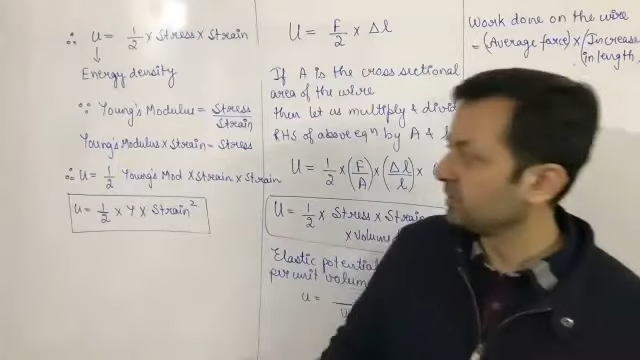 ∴ U = 1/2 × Stress × Strain
↓
Energy density
∵ Young's Modulus = Stress/Strain
Young's Modulus × Strain = Stress
∴ U = 1/2 Young's Mod × Strain × Strain
U = 1/2 × Y × Strain²
U = F/2 × Δl
If A is the cross sectional
area of the wire
then let us multiply &
RHS of above eqn by A &
U = 1/2 × (F/A) × (Δl/l) ×
U = 1/2 × Stress × Strain
× Volume
Elastic
per unit volume
u =
Work done on the wire
= (Average force) × (Increase
in length)